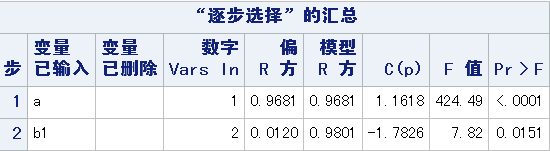 “逐步选择”的汇总
步 变量已输入 变量已删除 数字 Vars In 偏 R 方 模型 R 方 C(p) F 值 Pr > F
1 a 1 0.9681 0.9681 1.1618 424.49 <.0001
2 b1 2 0.0120 0.9801 -1.7826 7.82 0.0151